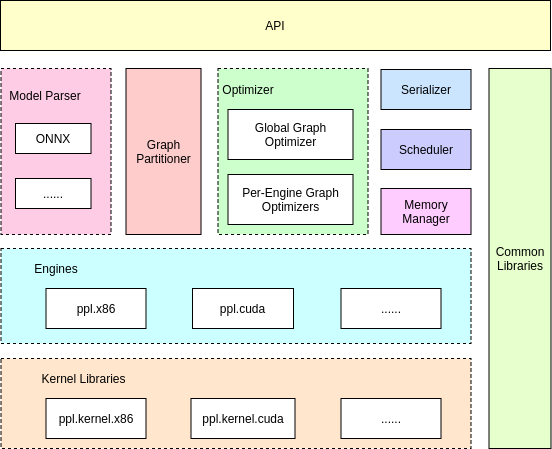 API
Model Parser
ONNX
......
Graph
Partitioner
Optimizer
Global Graph
Optimizer
Per-Engine Graph
Optimizers
Serializer
Scheduler
Memory
Manager
Common
Libraries
Engines
ppl.x86
ppl.cuda
......
Kernel Libraries
ppl.kernel.x86
ppl.kernel.cuda
......